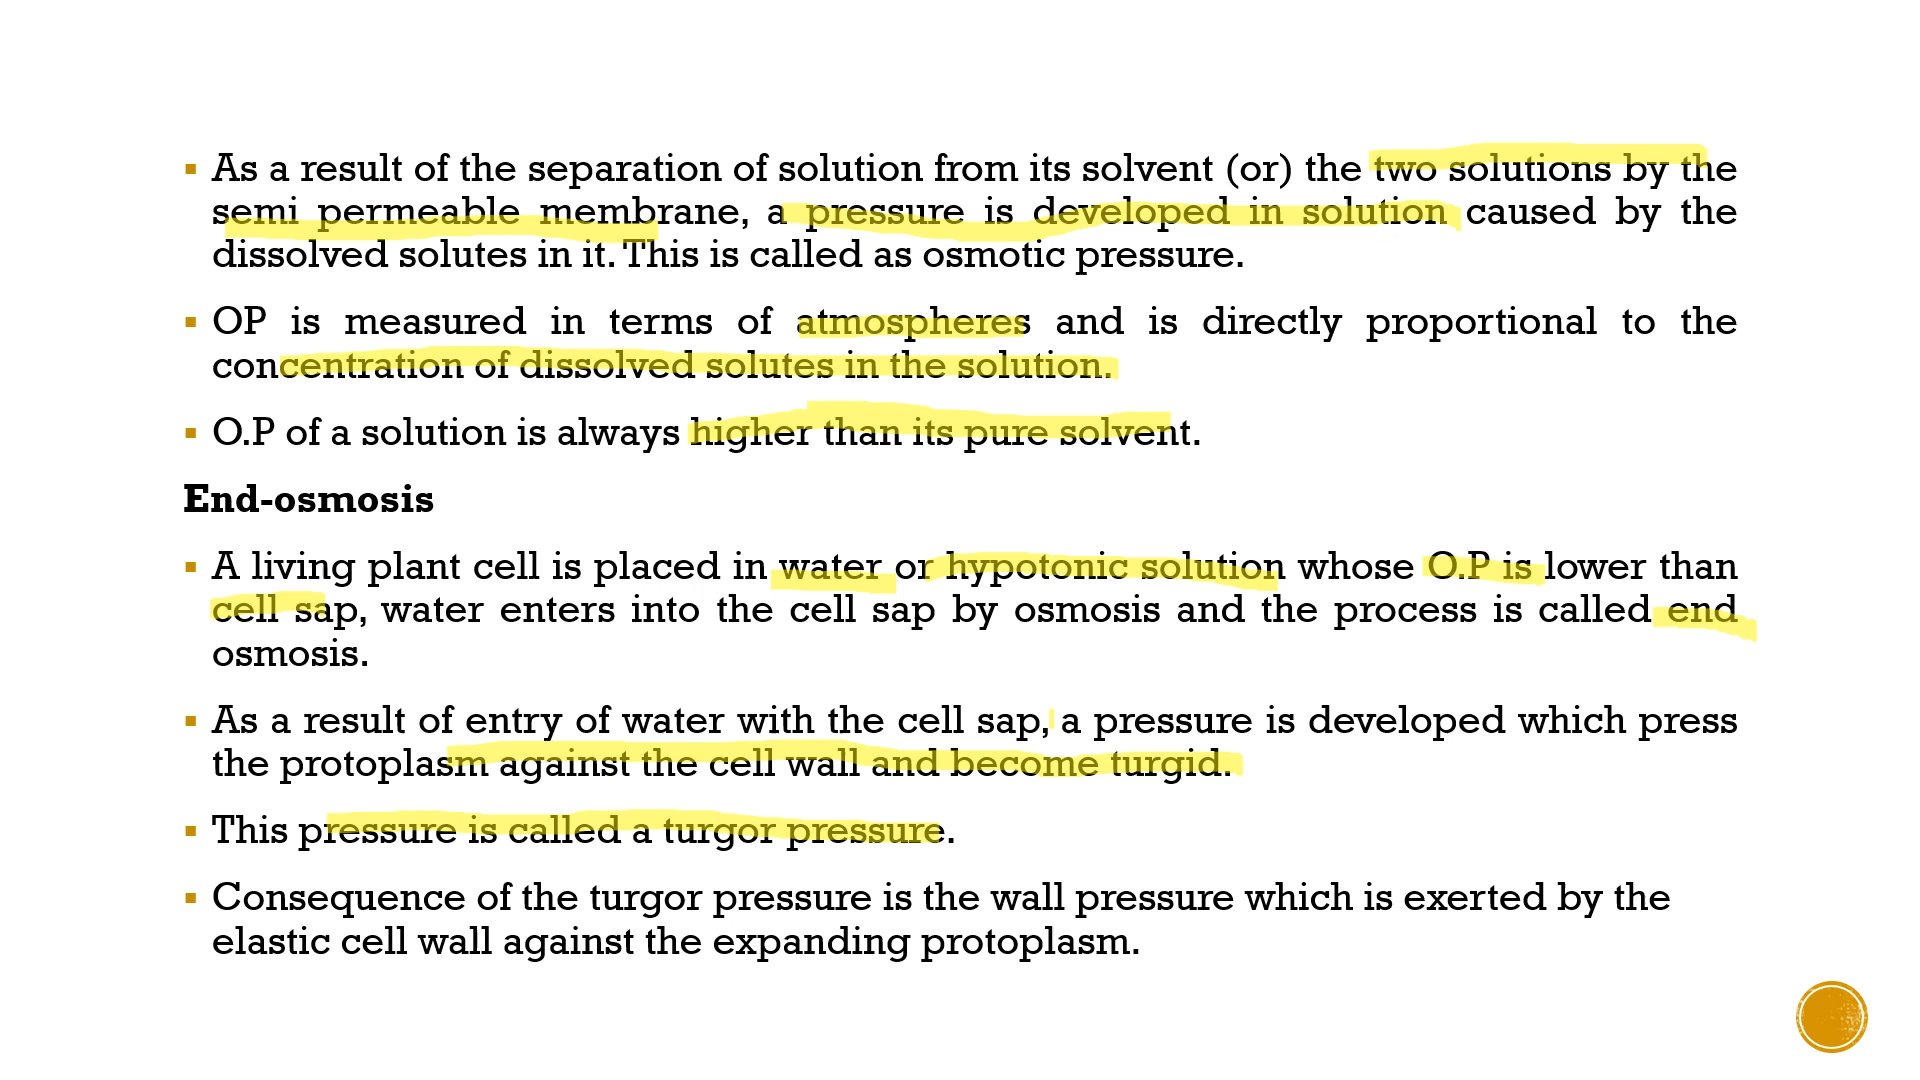 ▪ As a result of the separation of solution from its solvent (or) the two solutions by the
semi permeable membrane, a pressure is developed in solution caused by the
dissolved solutes in it. This is called as osmotic pressure.
▪ OP is measured in terms of atmospheres and is directly proportional to the
concentration of dissolved solutes in the solution.
▪ O.P of a solution is always higher than its pure solvent.
End-osmosis
▪ A living plant cell is placed in water or hypotonic solution whose O.P is lower than
cell sap, water enters into the cell sap by osmosis and the process is called end
osmosis.
▪ As a result of entry of water with the cell sap, a pressure is developed which press
the protoplasm against the cell wall and become turgid.
▪ This pressure is called a turgor pressure.
▪ Consequence of the turgor pressure is the wall pressure which is exerted by the
elastic cell wall against the expanding protoplasm.